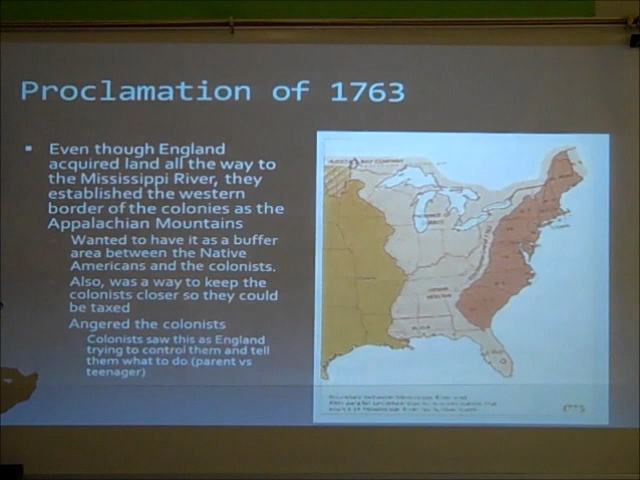 Proclamation of 1763
Even though England
acquired land all the way to
the Mississippi River, they
established the western
border of the colonies as the
Appalachian Mountains
Wanted to have it as a buffer
area between the Native
Americans and the colonists.
Also, was a way to keep the
colonists closer so they could
be taxed
Angered the colonists
Colonists saw this as England
trying to control them and tell
them what to do (parent vs
teenager)
BAY COMPANY
1775